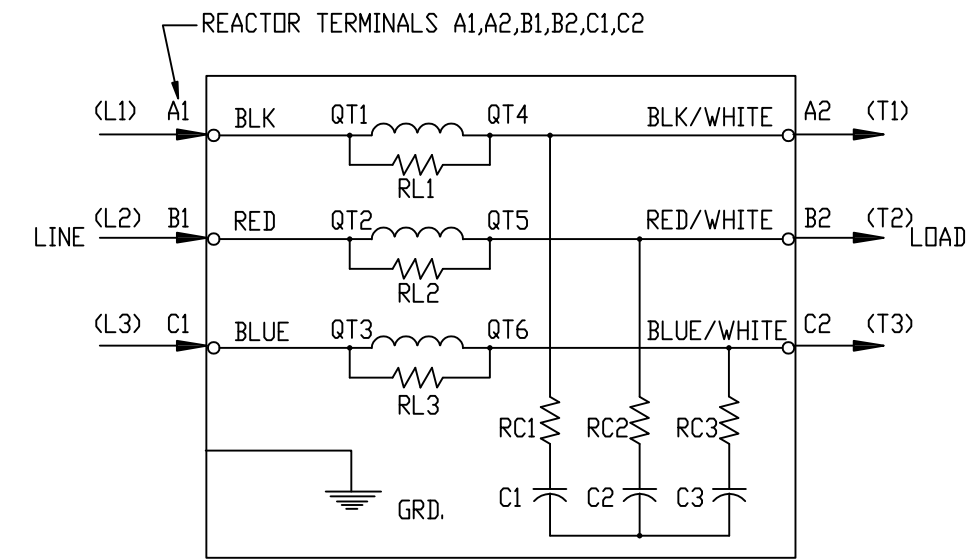 REACTOR TERMINALS A1,A2,B1,B2,C1,C2
(L1) A1 BLK QT1 QT4 BLK/WHITE A2 (T1)
RL1
LINE (L2) B1 RED QT2 QT5 RED/WHITE B2 (T2) LOAD
RL2
(L3) C1 BLUE QT3 QT6 BLUE/WHITE C2 (T3)
RL3
RC1 RC2 RC3
C1 C2 C3
GRD.